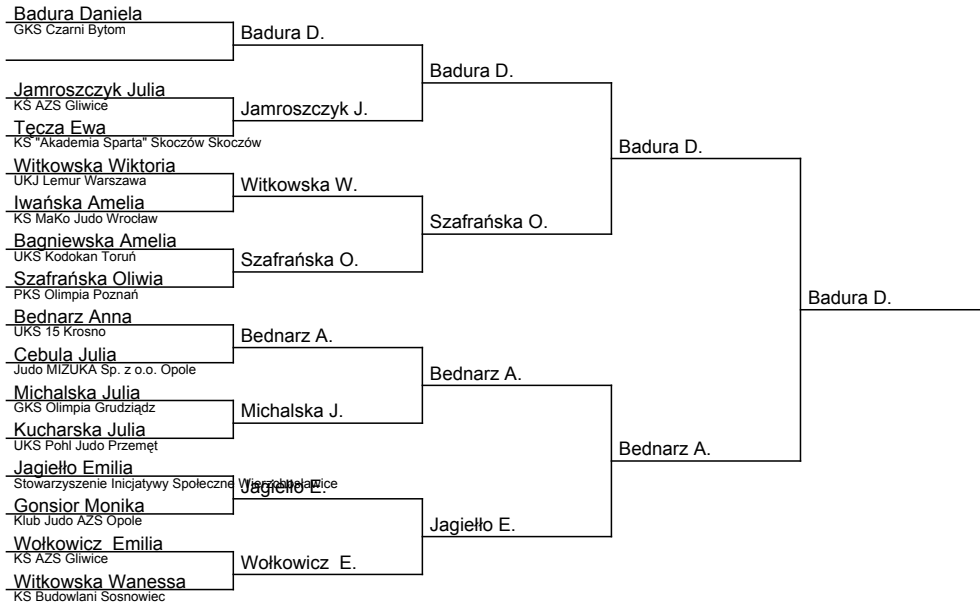 Badura Daniela
GKS Czarni Bytom
Jamroszczyk Julia
KS AZS Gliwice
Tęcza Ewa
KS "Akademia Sparta" Skoczów Skoczów
Witkowska Wiktoria
UKJ Lemur Warszawa
Iwańska Amelia
KS MaKo Judo Wrocław
Bagniewska Amelia
UKS Kodokan Toruń
Szafrańska Oliwia
PKS Olimpia Poznań
Bednarz Anna
UKS 15 Krosno
Cebula Julia
Judo MIZUKA Sp. z o.o. Opole
Michalska Julia
GKS Olimpia Grudziądz
Kucharska Julia
UKS Pohl Judo Przemęt
Jagiełło Emilia
Stowarzyszenie Inicjatywy Społeczne Wierzchosławice
Gonsior Monika
Klub Judo AZS Opole
Wołkowicz  Emilia
KS AZS Gliwice
Witkowska Wanessa
KS Budowlani Sosnowiec
Badura D.
Jamroszczyk J.
Witkowska W.
Szafrańska O.
Bednarz A.
Michalska J.
Jagiełło E.
Wołkowicz  E.
Badura D.
Szafrańska O.
Bednarz A.
Jagiełło E.
Badura D.
Bednarz A.
Badura D.